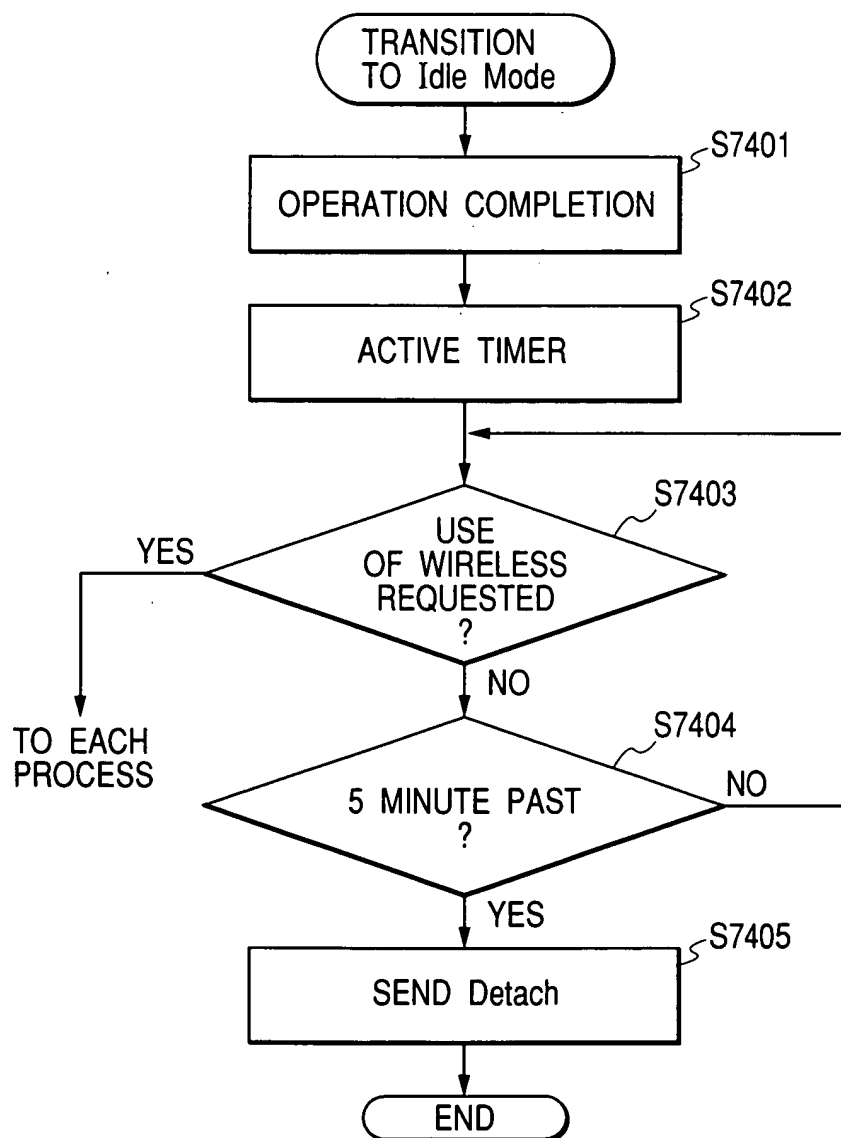 TRANSITION
TO Idle Mode
S7401
OPERATION COMPLETION
S7402
ACTIVE TIMER
S7403
USE
OF WIRELESS
REQUESTED
?
YES
NO
TO EACH
PROCESS
S7404
5 MINUTE PAST
?
NO
YES
S7405
SEND Detach
END